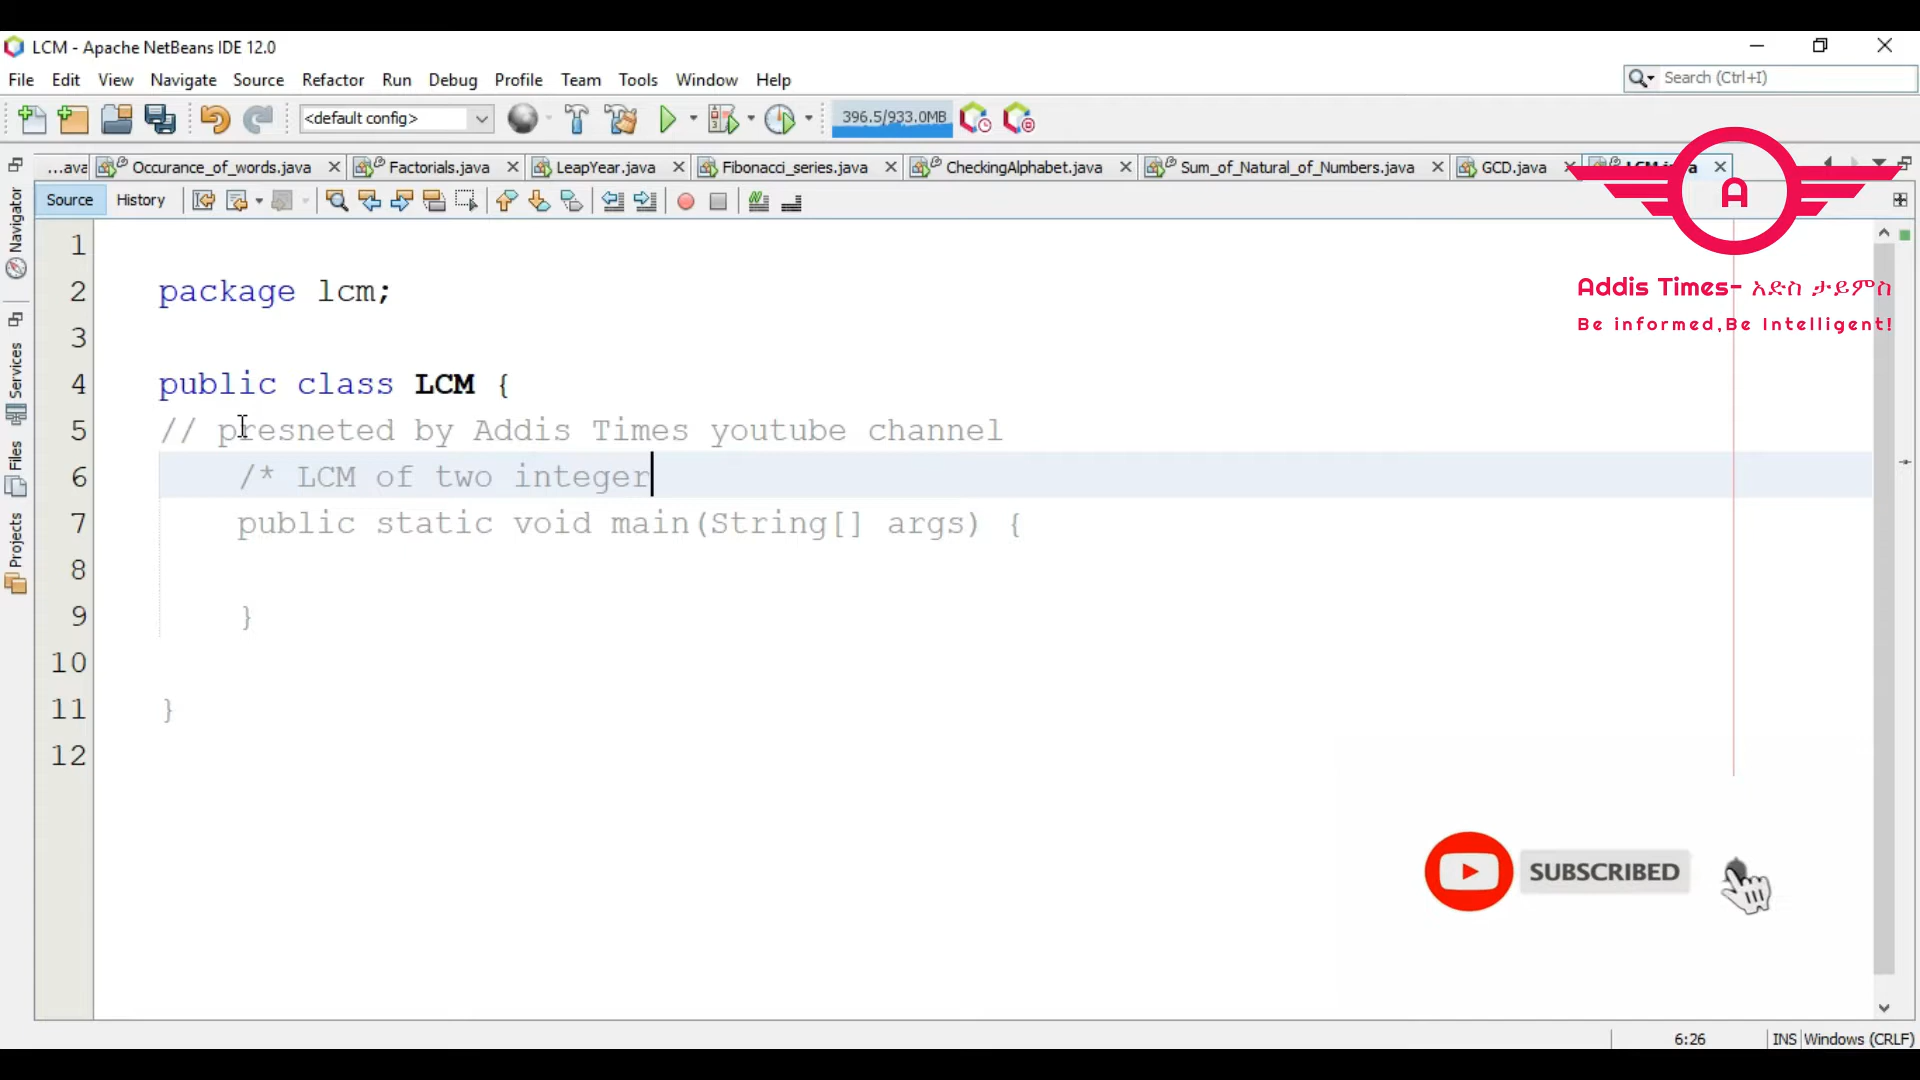 LCM - Apache NetBeans IDE 12.0
File Edit View Navigate Source Refactor Run Debug Profile Team Tools Window Help
Search (Ctrl+I)
<default config>
396.5/933.0MB
...ava Occurance_of_words.java Factorials.java LeapYear.java Fibonacci_series.java CheckingAlphabet.java Sum_of_Natural_of_Numbers.java GCD.java
Source History
A
Addis Times- አድስ ታይምስ
Be informed,Be Intelligent!
Navigator
Services
Files
Projects
1
2 package lcm;
3
4 public class LCM {
5 // presneted by Addis Times youtube channel
6 /* LCM of two integer
7 public static void main(String[] args) {
8
9 }
10
11 }
12
SUBSCRIBED
6:26 INS Windows (CRLF)